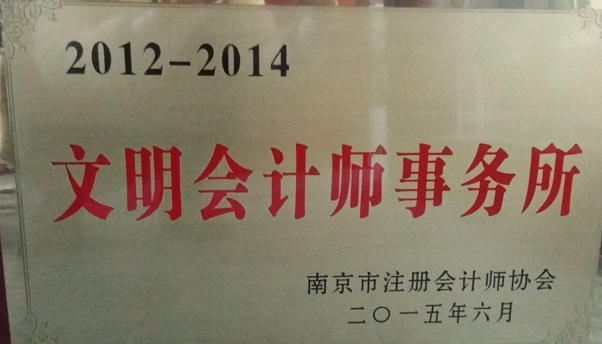 2012-2014
文明会计师事务所
南京市注册会计师协会
二〇一五年六月